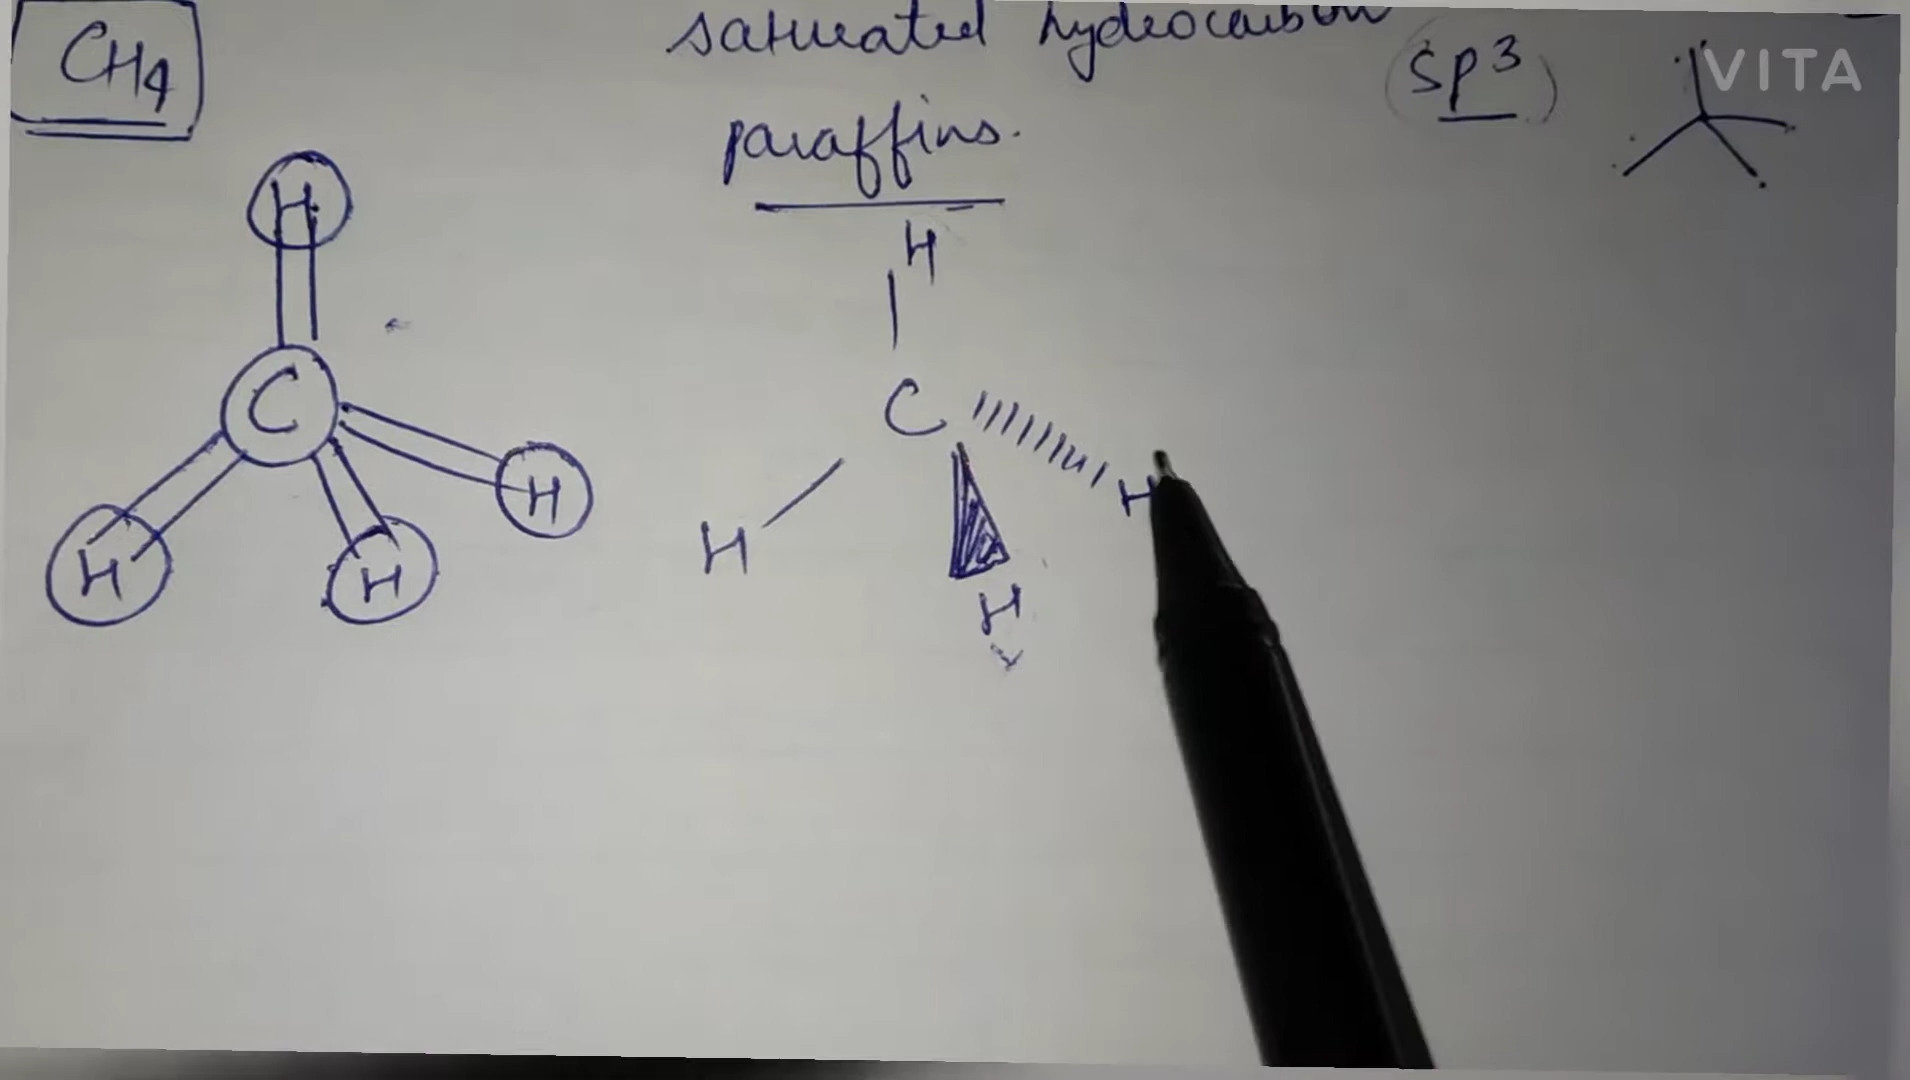 CH4
saturated hydrocarbon
paraffins.
(sp3)
VITA
H
C
H
H
H
H
C
H
H
H